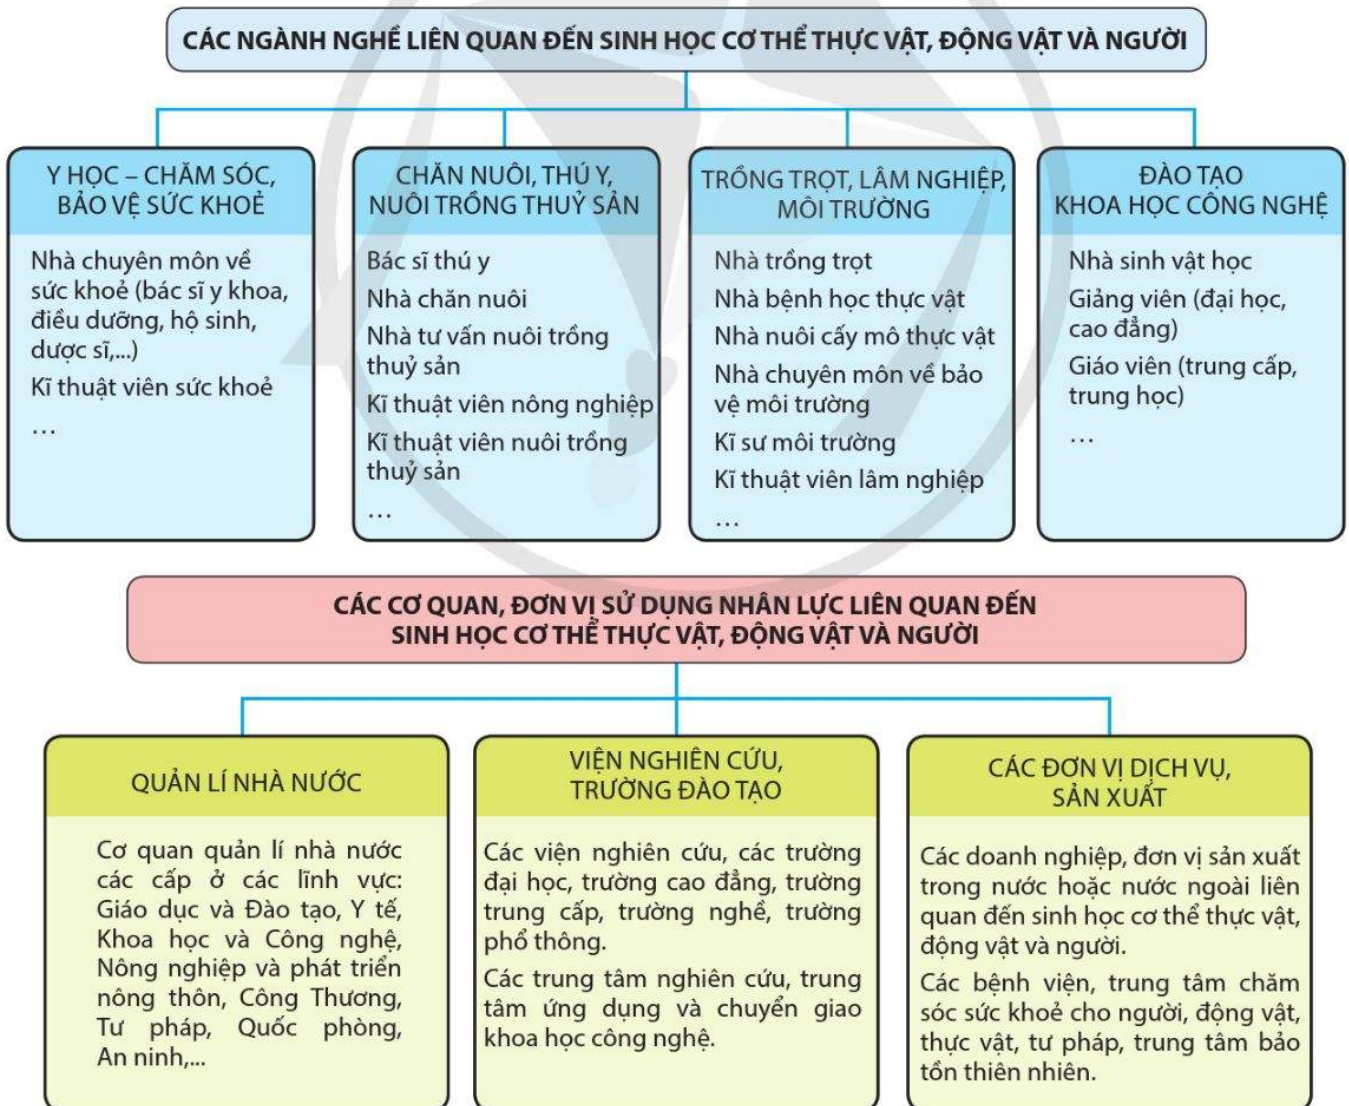 CÁC NGÀNH NGHỀ LIÊN QUAN ĐẾN SINH HỌC CƠ THỂ THỰC VẬT, ĐỘNG VẬT VÀ NGƯỜI
Y HỌC – CHĂM SÓC,
BẢO VỆ SỨC KHOẺ
Nhà chuyên môn về
sức khoẻ (bác sĩ y khoa,
điều dưỡng, hộ sinh,
dược sĩ,...)
Kĩ thuật viên sức khoẻ
...
CHĂN NUÔI, THÚ Y,
NUÔI TRỒNG THUỶ SẢN
Bác sĩ thú y
Nhà chăn nuôi
Nhà tư vấn nuôi trồng
thuỷ sản
Kĩ thuật viên nông nghiệp
Kĩ thuật viên nuôi trồng
thuỷ sản
...
TRỒNG TRỌT, LÂM NGHIỆP,
MÔI TRƯỜNG
Nhà trồng trọt
Nhà bệnh học thực vật
Nhà nuôi cấy mô thực vật
Nhà chuyên môn về bảo
vệ môi trường
Kĩ sư môi trường
Kĩ thuật viên lâm nghiệp
...
ĐÀO TẠO
KHOA HỌC CÔNG NGHỆ
Nhà sinh vật học
Giảng viên (đại học,
cao đẳng)
Giáo viên (trung cấp,
trung học)
...
CÁC CƠ QUAN, ĐƠN VỊ SỬ DỤNG NHÂN LỰC LIÊN QUAN ĐẾN
SINH HỌC CƠ THỂ THỰC VẬT, ĐỘNG VẬT VÀ NGƯỜI
QUẢN LÍ NHÀ NƯỚC
Cơ quan quản lí nhà nước
các cấp ở các lĩnh vực:
Giáo dục và Đào tạo, Y tế,
Khoa học và Công nghệ,
Nông nghiệp và phát triển
nông thôn, Công Thương,
Tư pháp, Quốc phòng,
An ninh,...
VIỆN NGHIÊN CỨU,
TRƯỜNG ĐÀO TẠO
Các viện nghiên cứu, các trường
đại học, trường cao đẳng, trường
trung cấp, trường nghề, trường
phổ thông.
Các trung tâm nghiên cứu, trung
tâm ứng dụng và chuyển giao
khoa học công nghệ.
CÁC ĐƠN VỊ DỊCH VỤ,
SẢN XUẤT
Các doanh nghiệp, đơn vị sản xuất
trong nước hoặc nước ngoài liên
quan đến sinh học cơ thể thực vật,
động vật và người.
Các bệnh viện, trung tâm chăm
sóc sức khoẻ cho người, động vật,
thực vật, tư pháp, trung tâm bảo
tồn thiên nhiên.